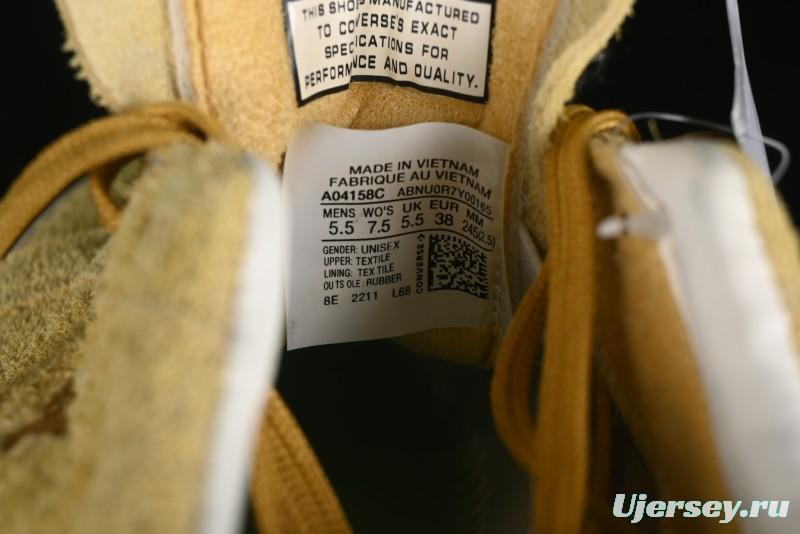 THIS SHOE MANUFACTURED
TO CONVERSE'S EXACT
SPECIFICATIONS FOR
PERFORMANCE AND QUALITY.
MADE IN VIETNAM
FABRIQUE AU VIETNAM
A04158C ABNU0R7Y00165
MENS WO'S UK EUR MM
5.5 7.5 5.5 38 245(2.5)
GENDER: UNISEX
UPPER: TEXTILE
LINING: TEXTILE
OUTSOLE: RUBBER
8E 2211 L68
CONVERSE
Ujersey.ru